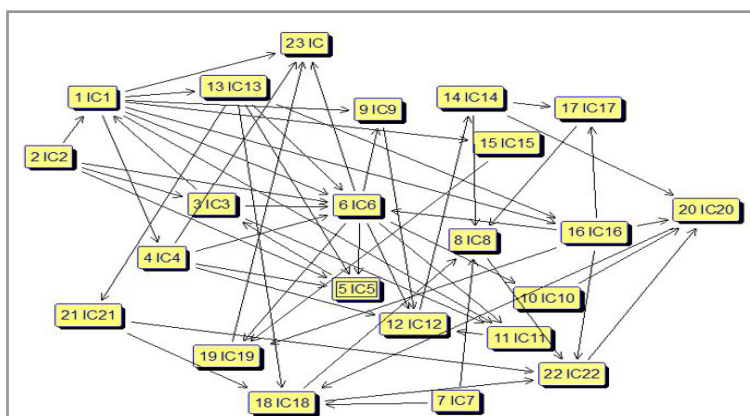 23 IC
13 IC13
1 IC1
14 IC14
9 IC9
17 IC17
15 IC15
2 IC2
3 IC3
6 IC6
20 IC20
16 IC16
8 IC8
4 IC4
5 IC5
10 IC10
21 IC21
12 IC12
11 IC11
19 IC19
22 IC22
18 IC18
7 IC7